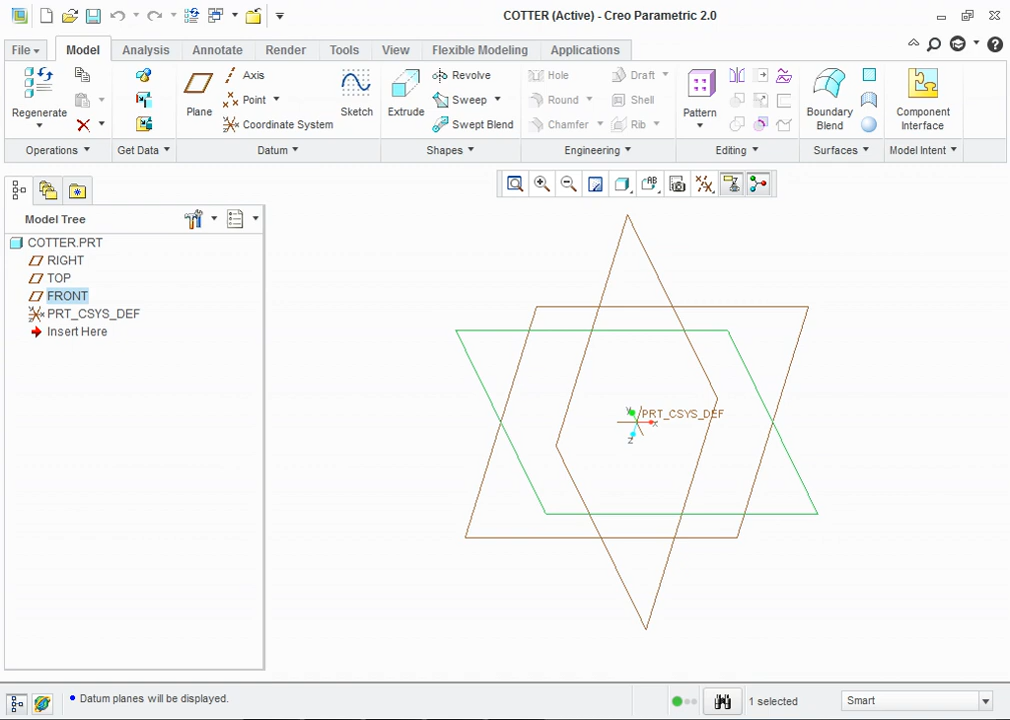 COTTER (Active) - Creo Parametric 2.0
File Model Analysis Annotate Render Tools View Flexible Modeling Applications
Regenerate
Operations
Get Data
Plane
Axis
Point
Coordinate System
Sketch
Datum
Extrude
Revolve
Sweep
Swept Blend
Shapes
Hole
Round
Chamfer
Draft
Shell
Rib
Engineering
Pattern
Editing
Boundary
Blend
Surfaces
Component
Interface
Model Intent
Model Tree
COTTER.PRT
RIGHT
TOP
FRONT
PRT_CSYS_DEF
Insert Here
Y
PRT_CSYS_DEF
X
Z
Datum planes will be displayed.
1 selected
Smart